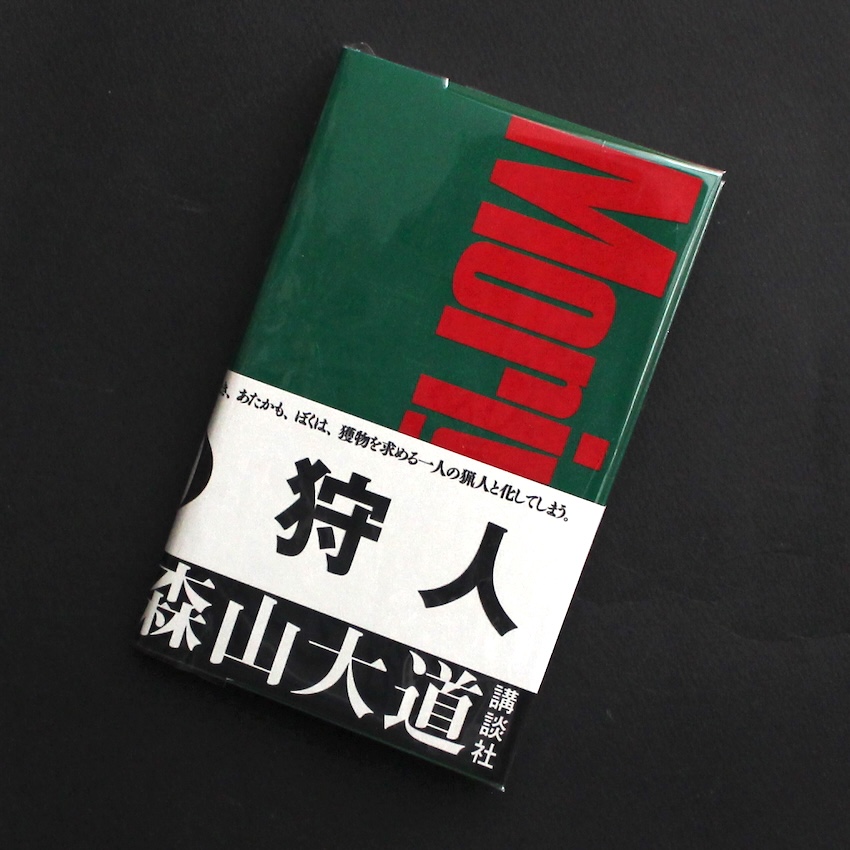 Mori
、あたかも、ぼくは、獲物を求める一人の猟人と化してしまう。
狩人
森山大道
講談社